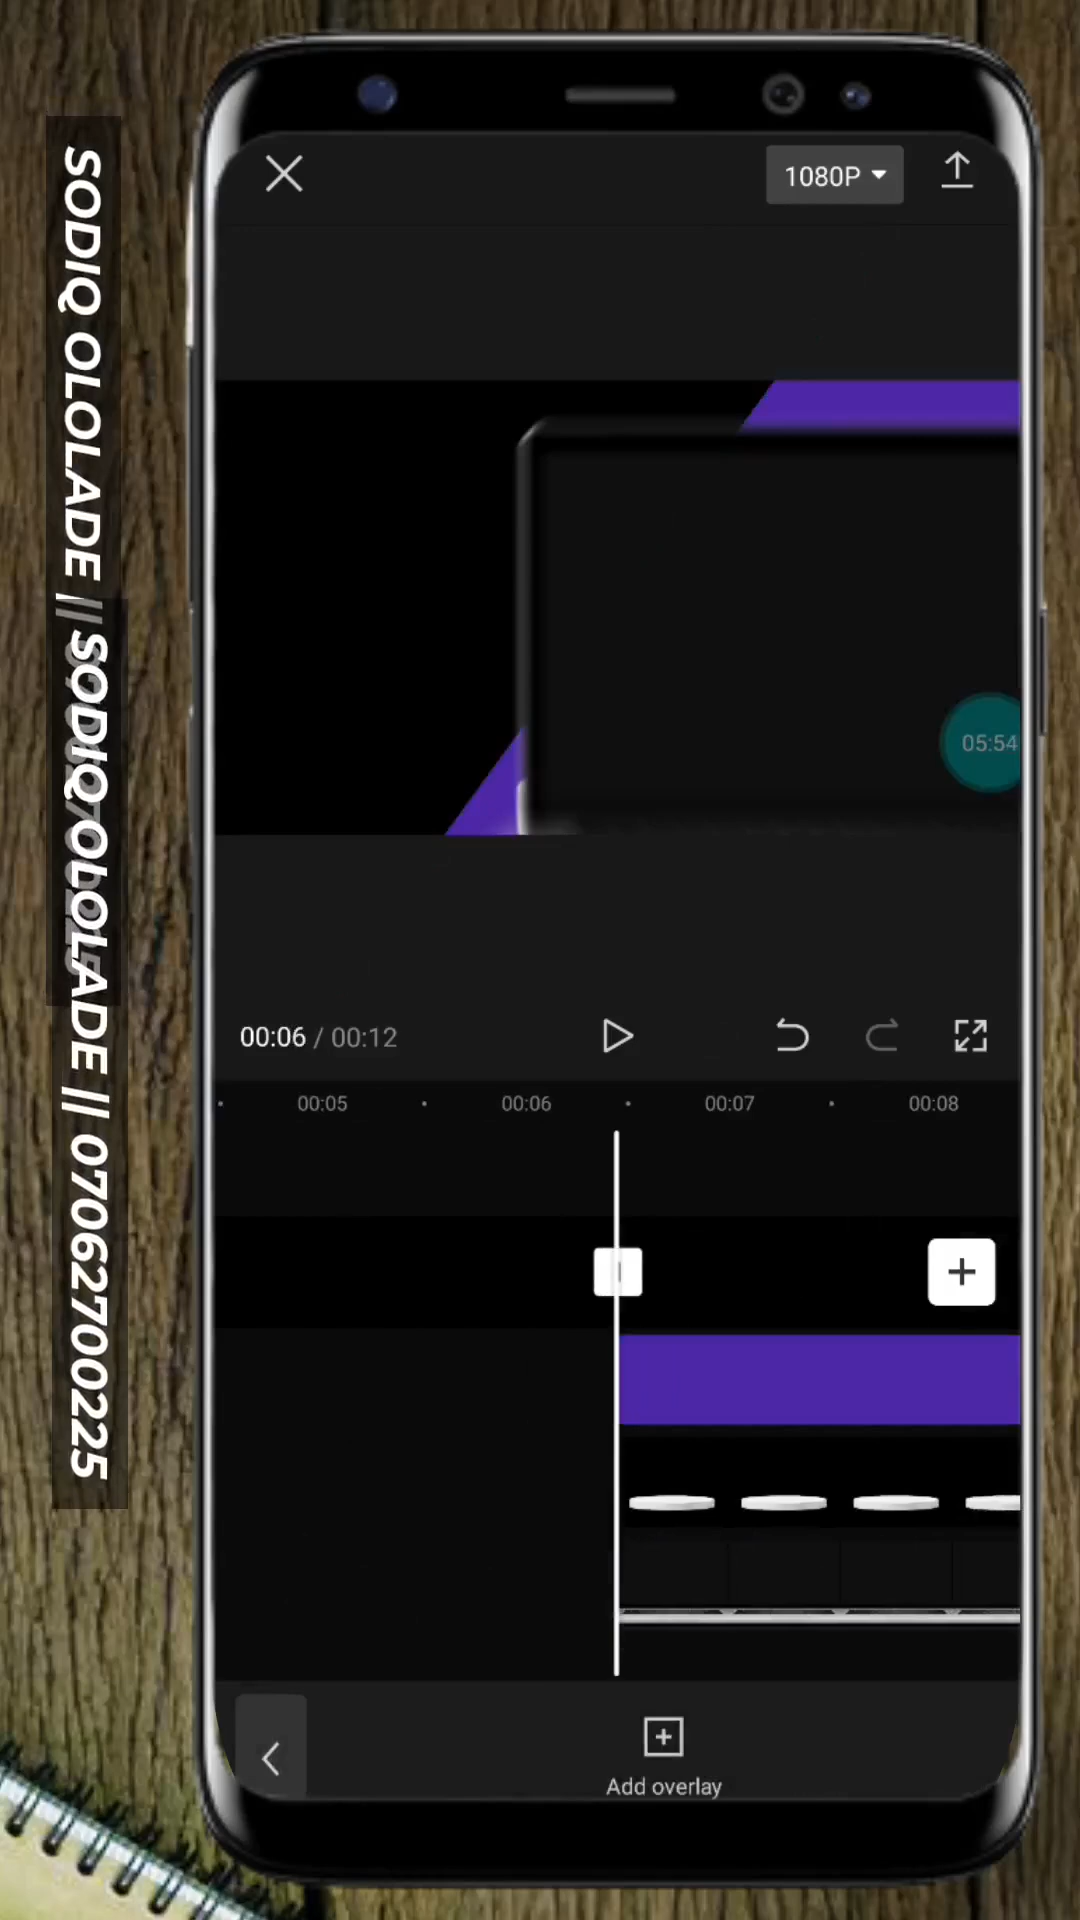 1080P
05:54
00:06 / 00:12
00:05
00:06
00:07
00:08
Add overlay
SODIQ OLOLADE ||
SODIQ OLOLADE || 07062700225